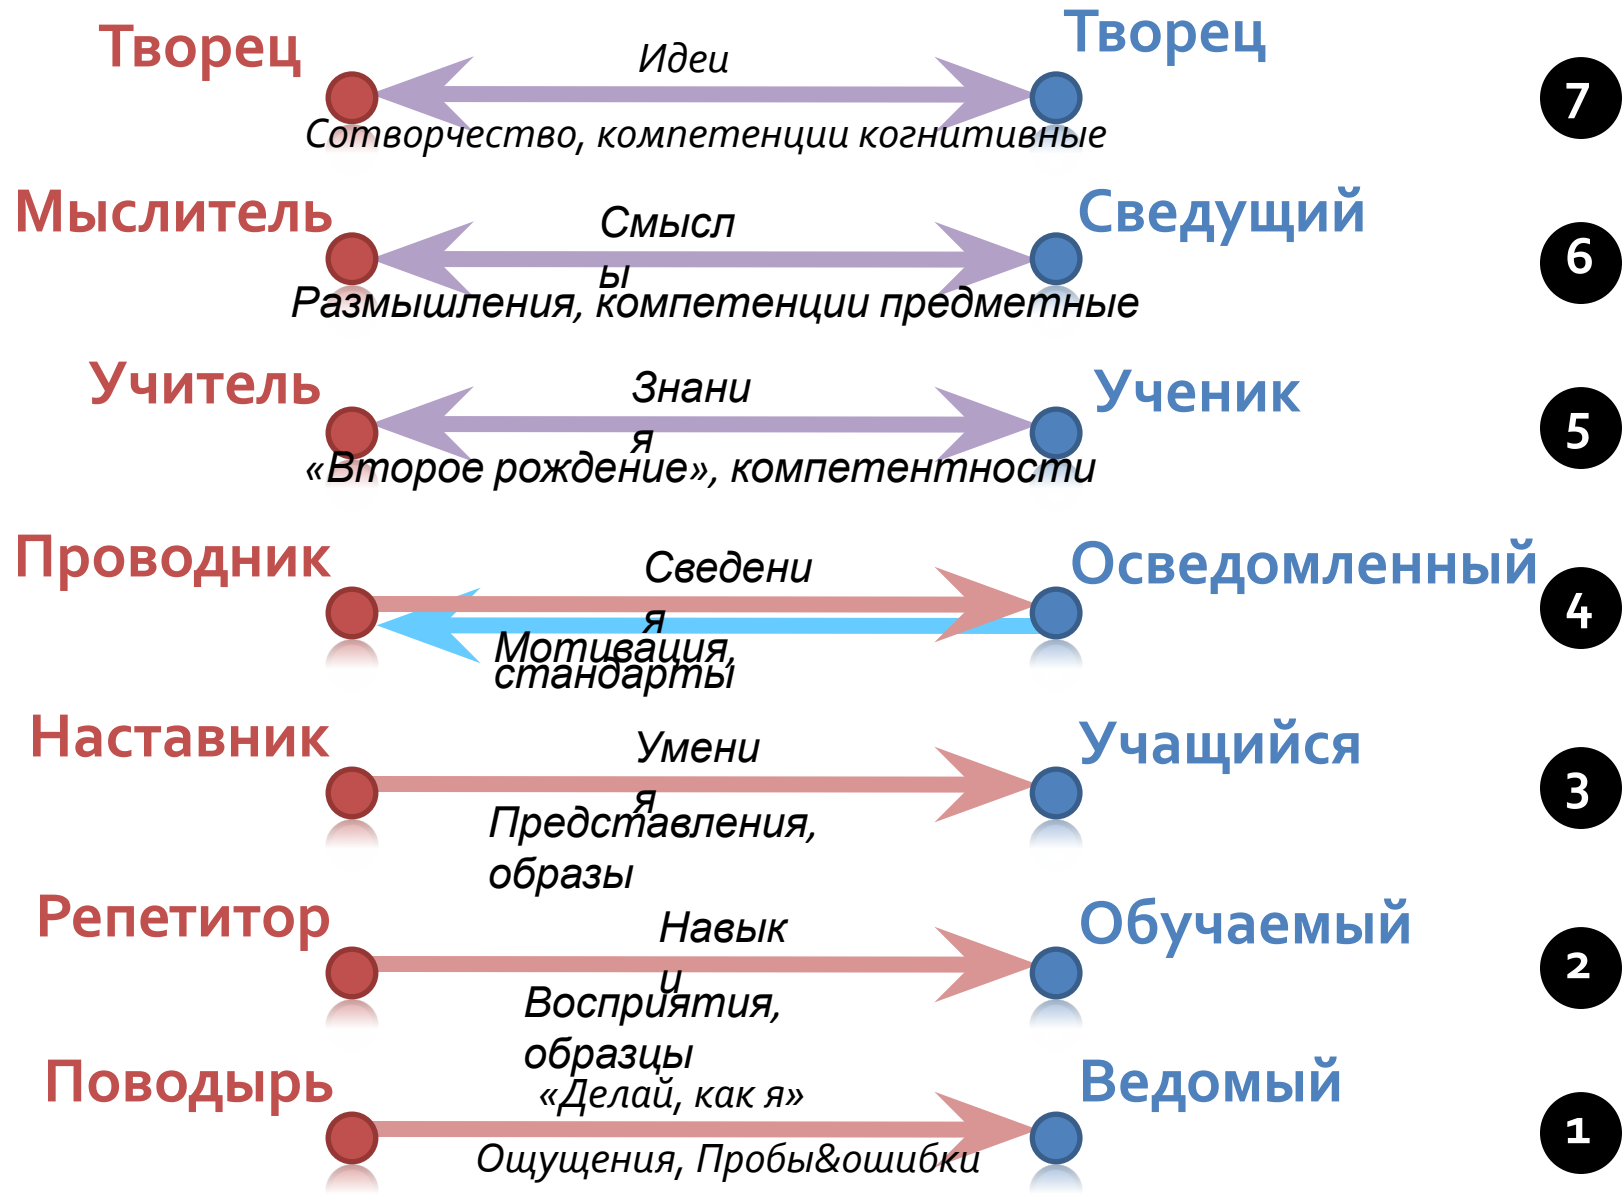 Творец
Идеи
Творец
7
Сотворчество, компетенции когнитивные
Мыслитель
Смысл
ы
Сведущий
6
Размышления, компетенции предметные
Учитель
Знани
я
Ученик
5
«Второе рождение», компетентности
Проводник
Сведени
я
Осведомленный
4
Мотивация,
стандарты
Наставник
Умени
я
Учащийся
3
Представления,
образы
Репетитор
Навык
и
Обучаемый
2
Восприятия,
образцы
Поводырь
«Делай, как я»
Ведомый
1
Ощущения, Пробы&ошибки